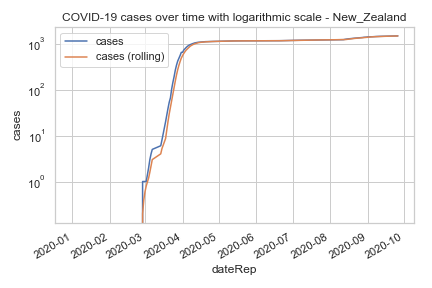 COVID-19 cases over time with logarithmic scale - New_Zealand
cases
cases (rolling)
10³
10²
10¹
10⁰
cases
2020-01
2020-02
2020-03
2020-04
2020-05
2020-06
2020-07
2020-08
2020-09
2020-10
dateRep